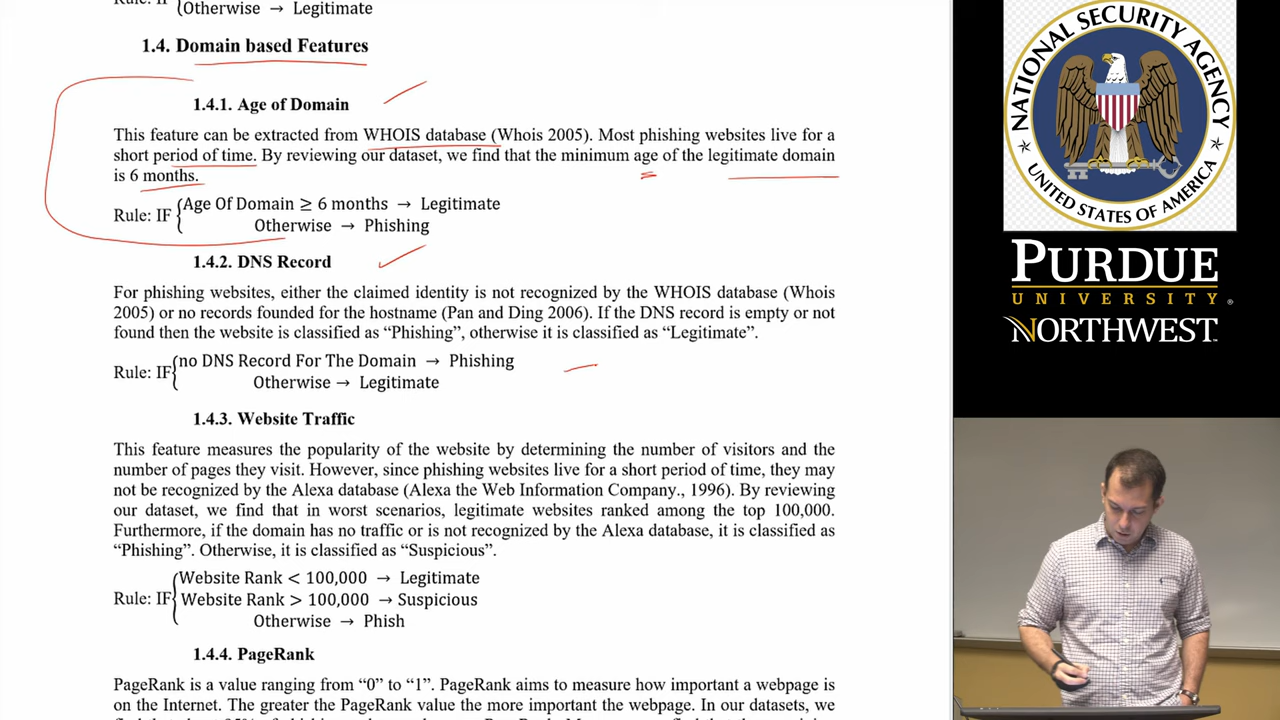 Rule: IF {Otherwise → Legitimate
1.4. Domain based Features
1.4.1. Age of Domain
This feature can be extracted from WHOIS database (Whois 2005). Most phishing websites live for a
short period of time. By reviewing our dataset, we find that the minimum age of the legitimate domain
is 6 months.
Rule: IF {Age Of Domain ≥ 6 months → Legitimate
Otherwise → Phishing
1.4.2. DNS Record
For phishing websites, either the claimed identity is not recognized by the WHOIS database (Whois
2005) or no records founded for the hostname (Pan and Ding 2006). If the DNS record is empty or not
found then the website is classified as “Phishing”, otherwise it is classified as “Legitimate”.
Rule: IF{no DNS Record For The Domain → Phishing
Otherwise → Legitimate
1.4.3. Website Traffic
This feature measures the popularity of the website by determining the number of visitors and the
number of pages they visit. However, since phishing websites live for a short period of time, they may
not be recognized by the Alexa database (Alexa the Web Information Company., 1996). By reviewing
our dataset, we find that in worst scenarios, legitimate websites ranked among the top 100,000.
Furthermore, if the domain has no traffic or is not recognized by the Alexa database, it is classified as
“Phishing”. Otherwise, it is classified as “Suspicious”.
Rule: IF{Website Rank < 100,000 → Legitimate
Website Rank > 100,000 → Suspicious
Otherwise → Phish
1.4.4. PageRank
PageRank is a value ranging from “0” to “1”. PageRank aims to measure how important a webpage is
on the Internet. The greater the PageRank value the more important the webpage. In our datasets, we
NATIONAL SECURITY AGENCY
UNITED STATES OF AMERICA
PURDUE
UNIVERSITY®
NORTHWEST